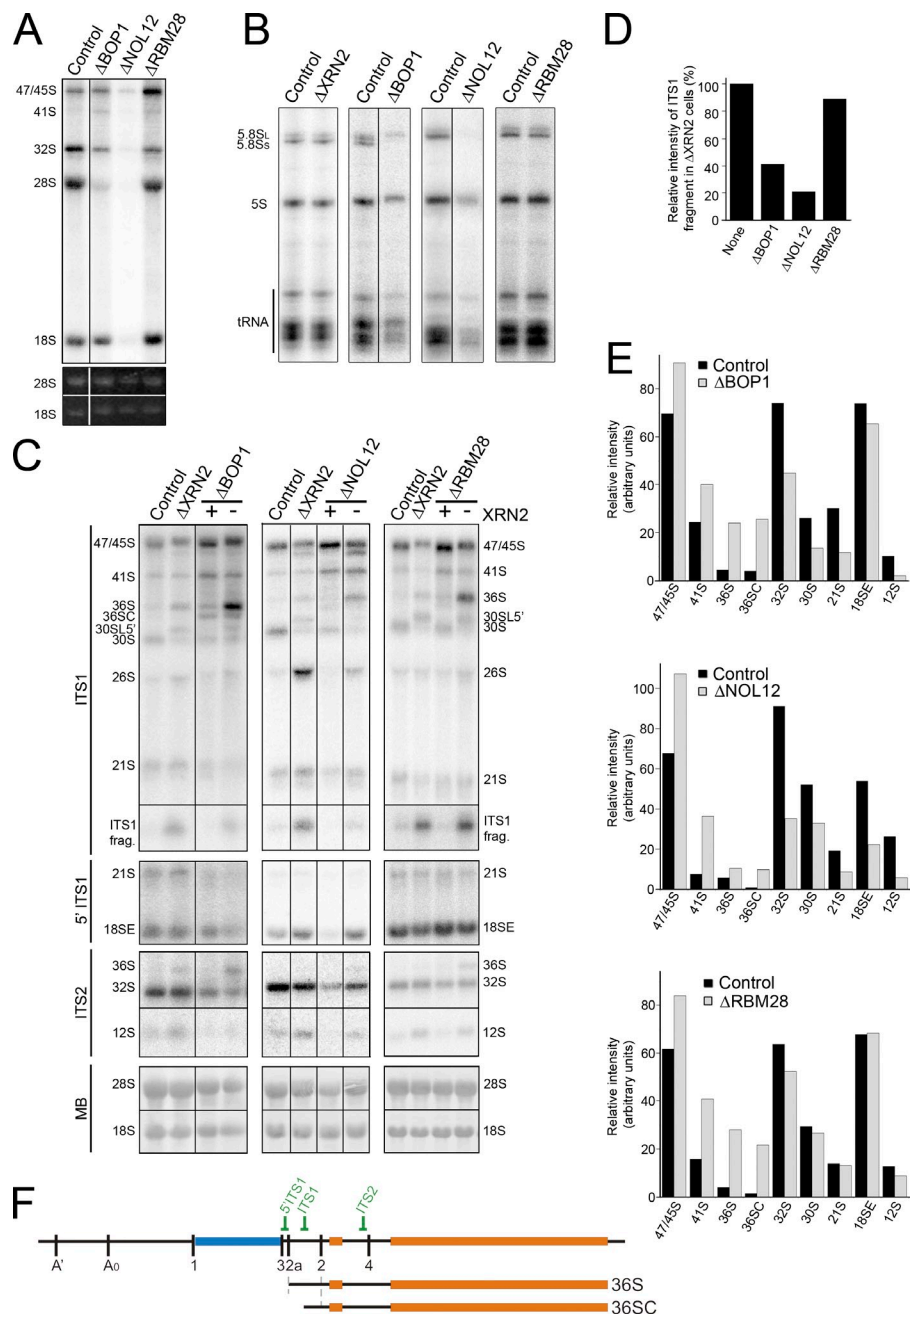 A
Control
ΔBOP1
ΔNOL12
ΔRBM28
47/45S
41S
32S
28S
18S
28S
18S
B
Control
ΔXRN2
Control
ΔBOP1
Control
ΔNOL12
Control
ΔRBM28
5.8SL
5.8SS
5S
tRNA
D
Relative intenstiy of ITS1
fragment in ΔXRN2 cells (%)
100
80
60
40
20
0
None
ΔBOP1
ΔNOL12
ΔRBM28
C
Control
ΔXRN2
ΔBOP1
+ -
Control
ΔXRN2
ΔNOL12
+ -
Control
ΔXRN2
ΔRBM28
+ -
XRN2
ITS1
47/45S
41S
36S
36SC
30SL5'
30S
26S
21S
ITS1
frag.
47/45S
41S
36S
30SL5'
30S
26S
21S
ITS1
frag.
5' ITS1
21S
18SE
21S
18SE
ITS2
36S
32S
12S
36S
32S
12S
MB
28S
18S
28S
18S
E
Control
ΔBOP1
Relative intensity
(arbitrary units)
80
60
40
20
0
47/45S
41S
36S
36SC
32S
30S
21S
18SE
12S
Control
ΔNOL12
Relative intensity
(arbitrary units)
100
80
60
40
20
0
47/45S
41S
36S
36SC
32S
30S
21S
18SE
12S
Control
ΔRBM28
Relative intensity
(arbitrary units)
80
60
40
20
0
47/45S
41S
36S
36SC
32S
30S
21S
18SE
12S
F
5'ITS1
ITS1
ITS2
A' A0 1 32a 2 4
36S
36SC